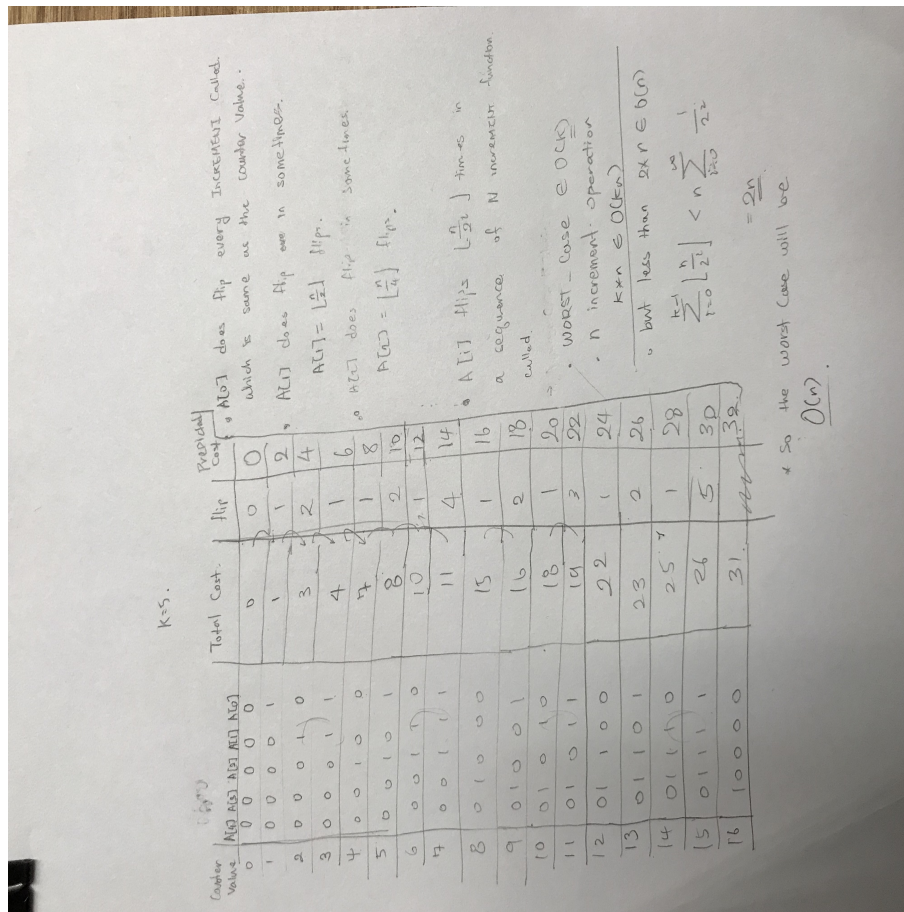 K=5.
Counter Value A[4] A[3] A[2] A[1] A[0] Total Cost. flip Predicted Cost.
0 0 0 0 0 0 0 0 0
1 0 0 0 0 1 1 1 2
2 0 0 0 1 0 3 2 4
3 0 0 0 1 1 4 1 6
4 0 0 1 0 0 7 1 8
5 0 0 1 0 1 8 2 10
6 0 0 1 1 0 10 1 12
7 0 0 1 1 1 11 4 14
8 0 1 0 0 0 15 1 16
9 0 1 0 0 1 16 2 18
10 0 1 0 1 0 18 1 20
11 0 1 0 1 1 19 3 22
12 0 1 1 0 0 22 1 24
13 0 1 1 0 1 23 2 26
14 0 1 1 1 0 25 1 28
15 0 1 1 1 1 26 5 30
16 1 0 0 0 0 31 32
• A[0] does flip every INCREMENT Called
which is same as the counter value.
• A[1] does flip in sometimes.
A[1] = ⌊n/2⌋ flip.
• A[2] does flip in sometimes
A[2] = ⌊n/4⌋ flips.
⋮
• A[i] flips ⌊n/2^i⌋ times in
a sequence of N increment function
called.
• WORST-Case ∈ O(k)
• n increment operation
k×n ∈ O(kn)
• but less than 2×n ∈ O(n)
∑_{i=0}^{k-1} ⌊n/2^i⌋ < n ∑_{i=0}^{∞} 1/2^i
= 2n
* So the worst case will be
O(n).